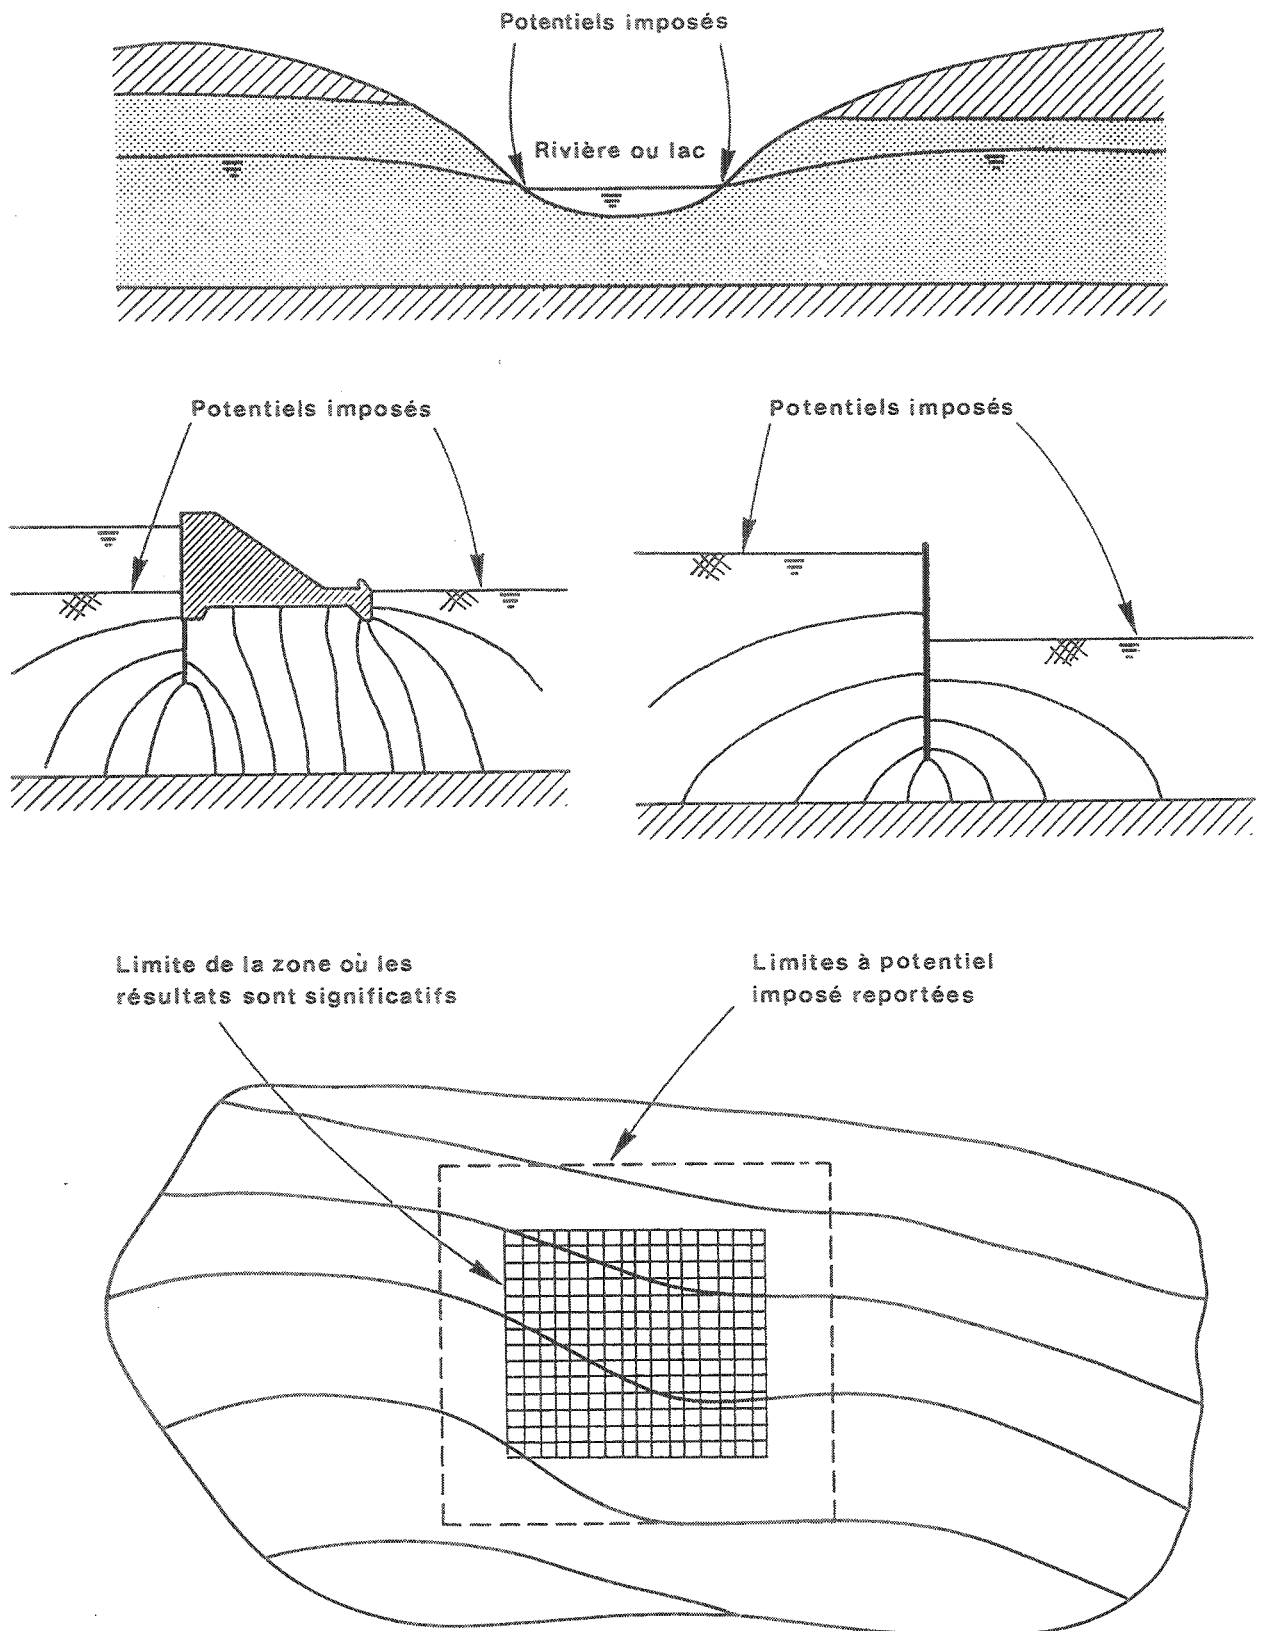 Potentiels imposés
Rivière ou lac
Potentiels imposés
Potentiels imposés
Limite de la zone où les
résultats sont significatifs
Limites à potentiel
imposé reportées